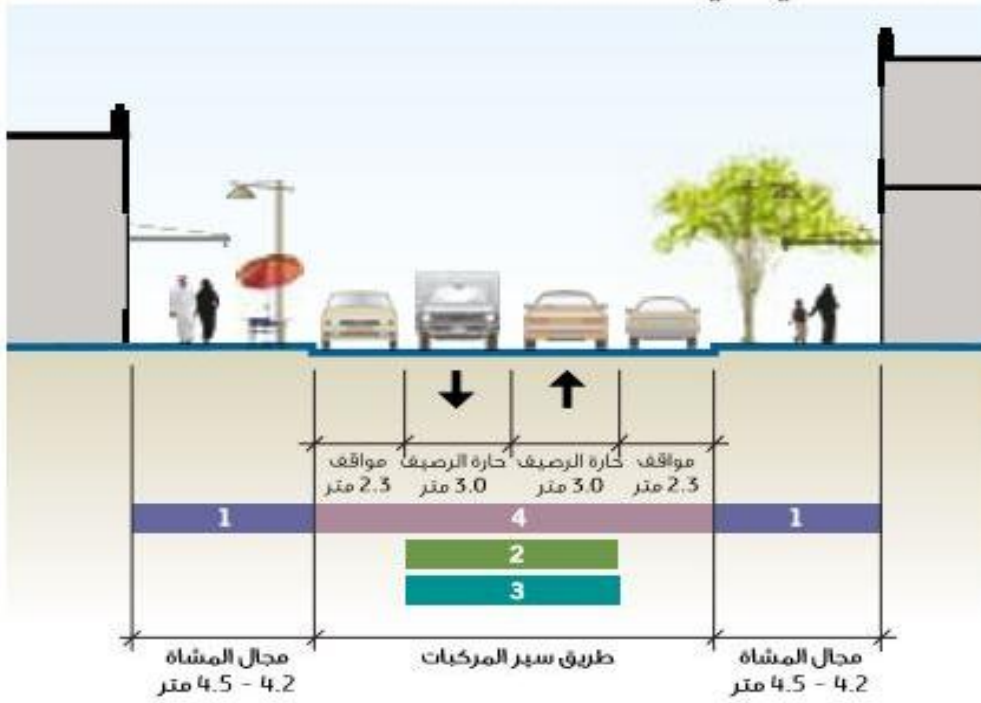 مواقف حارة الرصيف حارة الرصيف مواقف
2.3 متر 3.0 متر 3.0 متر 2.3 متر
1 4 1
2
3
مجال المشاة طريق سير المركبات مجال المشاة
4.2 - 4.5 متر 4.2 - 4.5 متر